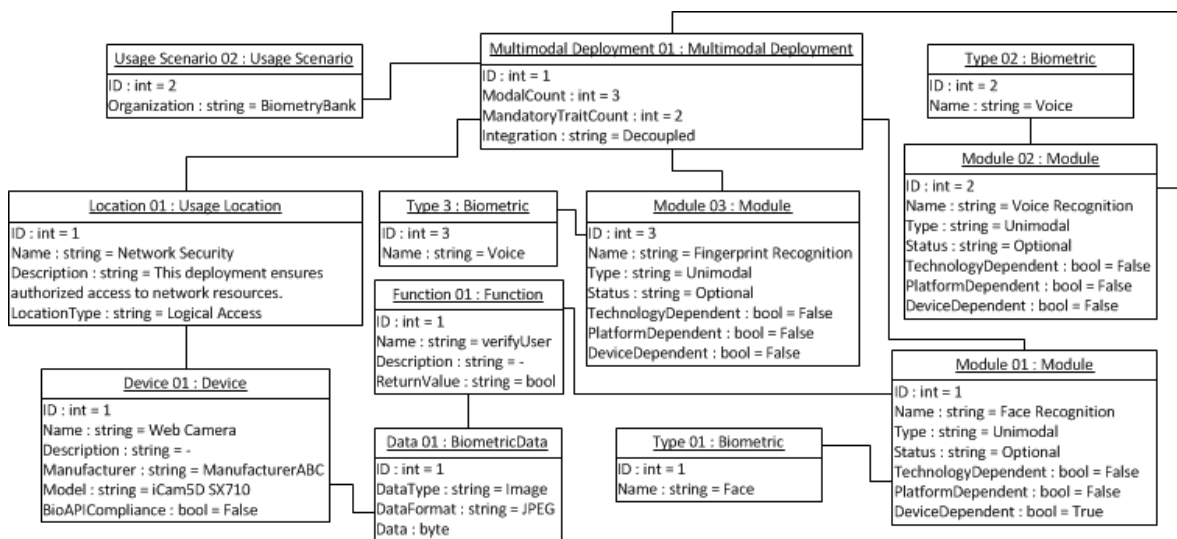 Usage Scenario 02 : Usage Scenario
ID : int = 2
Organization : string = BiometryBank
Multimodal Deployment 01 : Multimodal Deployment
ID : int = 1
ModalCount : int = 3
MandatoryTraitCount : int = 2
Integration : string = Decoupled
Type 02 : Biometric
ID : int = 2
Name : string = Voice
Module 02 : Module
ID : int = 2
Name : string = Voice Recognition
Type : string = Unimodal
Status : string = Optional
TechnologyDependent : bool = False
PlatformDependent : bool = False
DeviceDependent : bool = False
Location 01 : Usage Location
ID : int = 1
Name : string = Network Security
Description : string = This deployment ensures
authorized access to network resources.
LocationType : string = Logical Access
Type 3 : Biometric
ID : int = 3
Name : string = Voice
Module 03 : Module
ID : int = 3
Name : string = Fingerprint Recognition
Type : string = Unimodal
Status : string = Optional
TechnologyDependent : bool = False
PlatformDependent : bool = False
DeviceDependent : bool = False
Function 01 : Function
ID : int = 1
Name : string = verifyUser
Description : string = -
ReturnValue : string = bool
Module 01 : Module
ID : int = 1
Name : string = Face Recognition
Type : string = Unimodal
Status : string = Optional
TechnologyDependent : bool = False
PlatformDependent : bool = False
DeviceDependent : bool = True
Device 01 : Device
ID : int = 1
Name : string = Web Camera
Description : string = -
Manufacturer : string = ManufacturerABC
Model : string = iCam5D SX710
BioAPICompliance : bool = False
Data 01 : BiometricData
ID : int = 1
DataType : string = Image
DataFormat : string = JPEG
Data : byte
Type 01 : Biometric
ID : int = 1
Name : string = Face